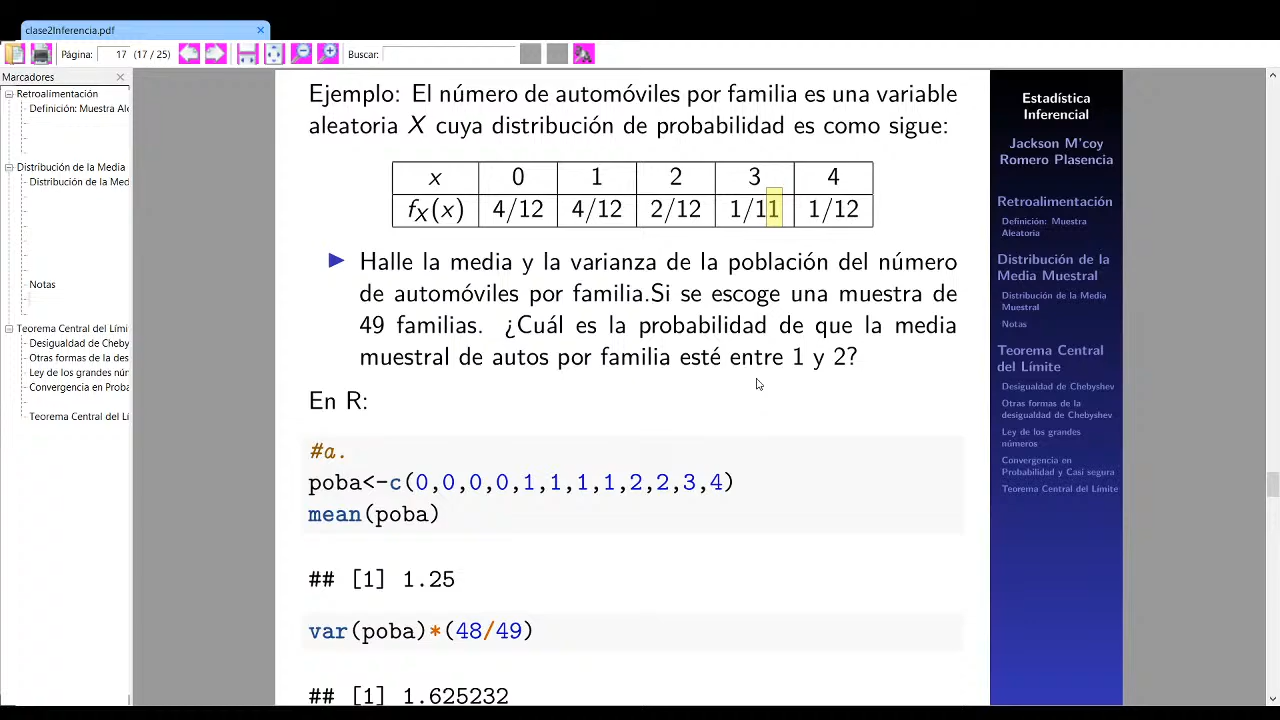 clase2Inferencia.pdf
Página: 17 (17 / 25) Buscar:
Marcadores
Retroalimentación
Definición: Muestra Ale
Distribución de la Media M
Distribución de la Med
Notas
Teorema Central del Límite
Desigualdad de Chebys
Otras formas de la des
Ley de los grandes nú
Convergencia en Proba
Teorema Central del Lí
Ejemplo: El número de automóviles por familia es una variable
aleatoria X cuya distribución de probabilidad es como sigue:
x 0 1 2 3 4
fX(x) 4/12 4/12 2/12 1/11 1/12
Halle la media y la varianza de la población del número
de automóviles por familia.Si se escoge una muestra de
49 familias. ¿Cuál es la probabilidad de que la media
muestral de autos por familia esté entre 1 y 2?
En R:
#a.
poba<-c(0,0,0,0,1,1,1,1,2,2,3,4)
mean(poba)
## [1] 1.25
var(poba)*(48/49)
## [1] 1.625232
Estadística
Inferencial
Jackson M'coy
Romero Plasencia
Retroalimentación
Definición: Muestra
Aleatoria
Distribución de la
Media Muestral
Distribución de la Media
Muestral
Notas
Teorema Central
del Límite
Desigualdad de Chebyshev
Otras formas de la
desigualdad de Chebyshev
Ley de los grandes
números
Convergencia en
Probabilidad y Casi segura
Teorema Central del Límite